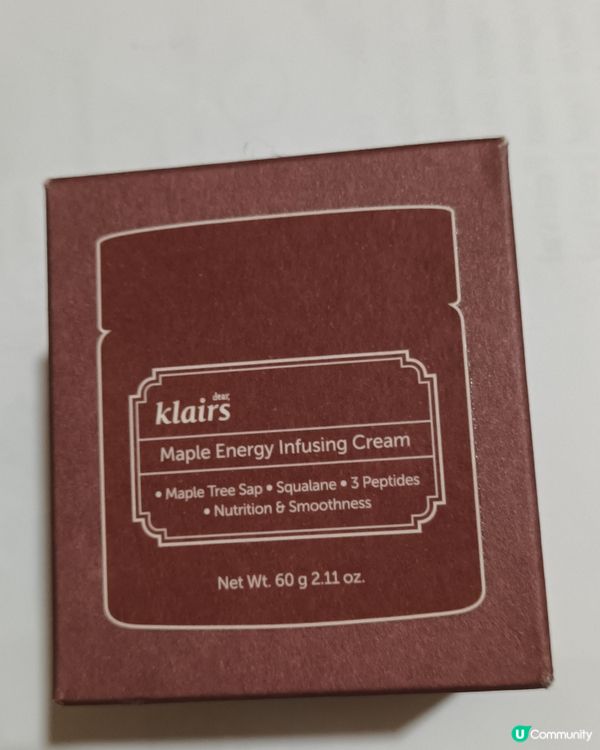 dear,
klairs
Maple Energy Infusing Cream
• Maple Tree Sap • Squalane • 3 Peptides
• Nutrition & Smoothness
Net Wt. 60 g 2.11 oz.
U Community